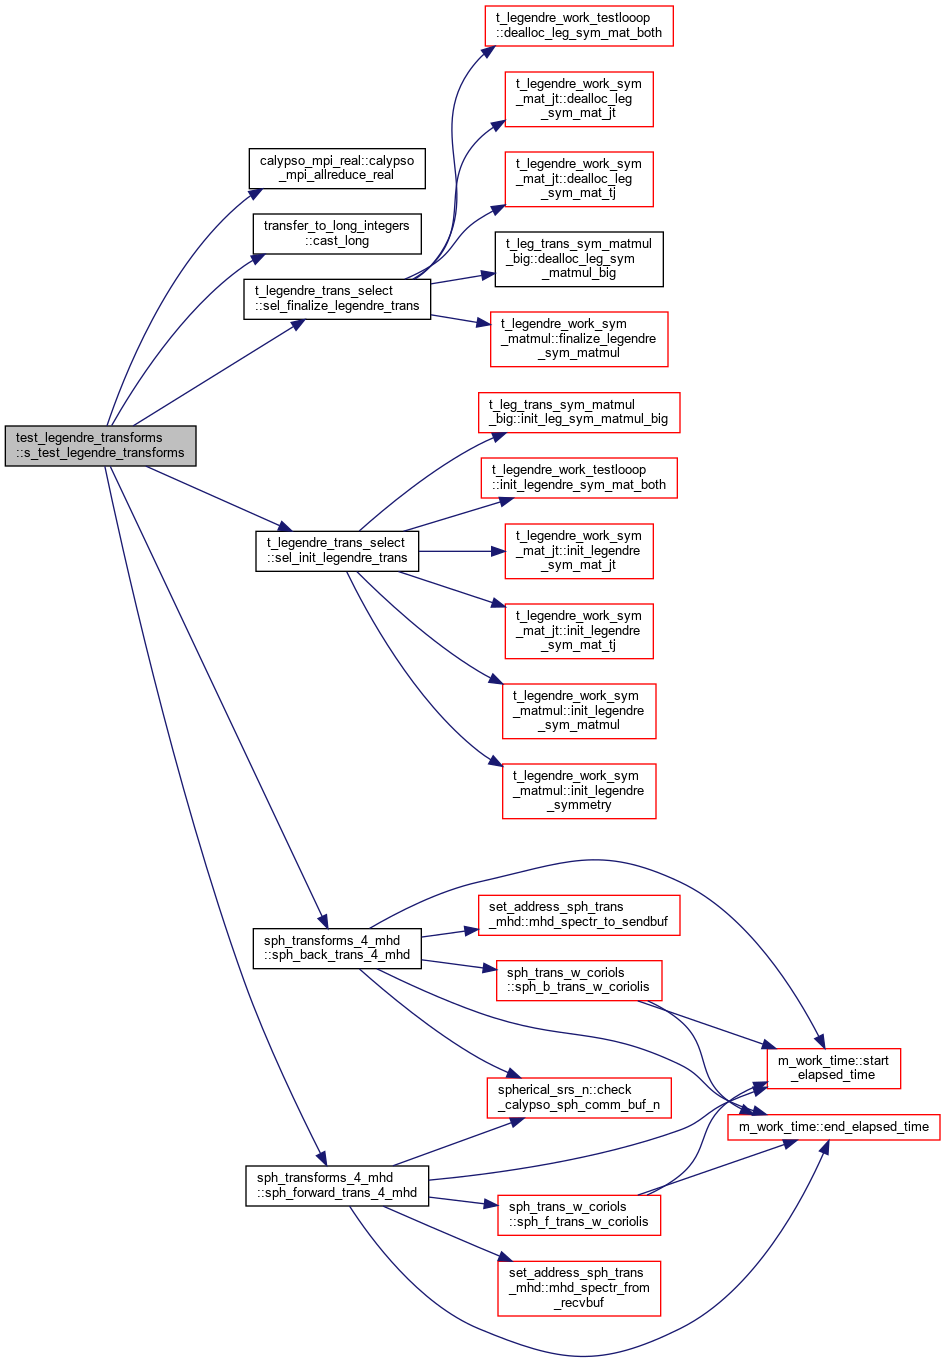 t_legendre_work_testlooop
::dealloc_leg_sym_mat_both
t_legendre_work_sym
_mat_jt::dealloc_leg
_sym_mat_jt
calypso_mpi_real::calypso
_mpi_allreduce_real
t_legendre_work_sym
_mat_jt::dealloc_leg
_sym_mat_tj
transfer_to_long_integers
::cast_long
t_leg_trans_sym_matmul
_big::dealloc_leg_sym
_matmul_big
t_legendre_trans_select
::sel_finalize_legendre_trans
t_legendre_work_sym
_matmul::finalize_legendre
_sym_matmul
t_leg_trans_sym_matmul
_big::init_leg_sym_matmul_big
test_legendre_transforms
::s_test_legendre_transforms
t_legendre_work_testlooop
::init_legendre_sym_mat_both
t_legendre_trans_select
::sel_init_legendre_trans
t_legendre_work_sym
_mat_jt::init_legendre
_sym_mat_jt
t_legendre_work_sym
_mat_jt::init_legendre
_sym_mat_tj
t_legendre_work_sym
_matmul::init_legendre
_sym_matmul
t_legendre_work_sym
_matmul::init_legendre
_symmetry
set_address_sph_trans
_mhd::mhd_spectr_to_sendbuf
sph_transforms_4_mhd
::sph_back_trans_4_mhd
sph_trans_w_coriols
::sph_b_trans_w_coriolis
m_work_time::start
_elapsed_time
spherical_srs_n::check
_calypso_sph_comm_buf_n
m_work_time::end_elapsed_time
sph_transforms_4_mhd
::sph_forward_trans_4_mhd
sph_trans_w_coriols
::sph_f_trans_w_coriolis
set_address_sph_trans
_mhd::mhd_spectr_from
_recvbuf